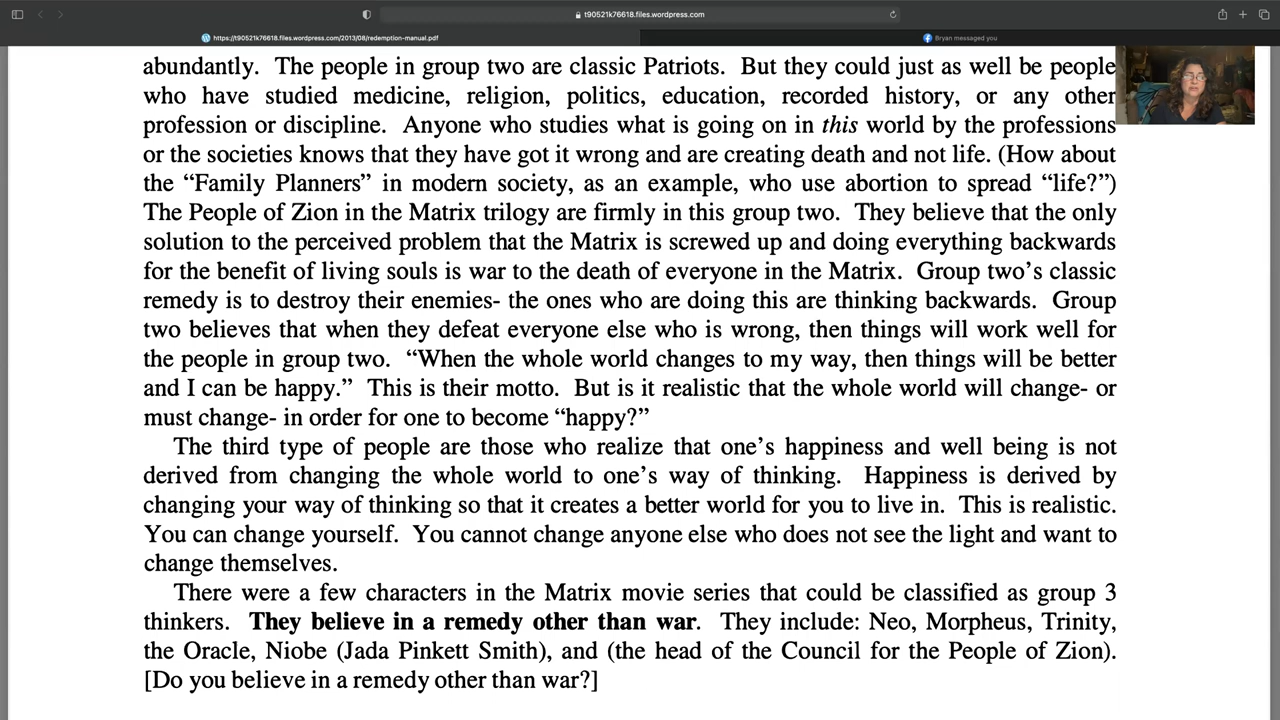 t90521k76618.files.wordpress.com
https://t90521k76618.files.wordpress.com/2013/08/redemption-manual.pdf
Bryan messaged you
abundantly. The people in group two are classic Patriots. But they could just as well be people
who have studied medicine, religion, politics, education, recorded history, or any other
profession or discipline. Anyone who studies what is going on in this world by the professions
or the societies knows that they have got it wrong and are creating death and not life. (How about
the “Family Planners” in modern society, as an example, who use abortion to spread “life?”)
The People of Zion in the Matrix trilogy are firmly in this group two. They believe that the only
solution to the perceived problem that the Matrix is screwed up and doing everything backwards
for the benefit of living souls is war to the death of everyone in the Matrix. Group two’s classic
remedy is to destroy their enemies- the ones who are doing this are thinking backwards. Group
two believes that when they defeat everyone else who is wrong, then things will work well for
the people in group two. “When the whole world changes to my way, then things will be better
and I can be happy.” This is their motto. But is it realistic that the whole world will change- or
must change- in order for one to become “happy?”
The third type of people are those who realize that one’s happiness and well being is not
derived from changing the whole world to one’s way of thinking. Happiness is derived by
changing your way of thinking so that it creates a better world for you to live in. This is realistic.
You can change yourself. You cannot change anyone else who does not see the light and want to
change themselves.
There were a few characters in the Matrix movie series that could be classified as group 3
thinkers. They believe in a remedy other than war. They include: Neo, Morpheus, Trinity,
the Oracle, Niobe (Jada Pinkett Smith), and (the head of the Council for the People of Zion).
[Do you believe in a remedy other than war?]